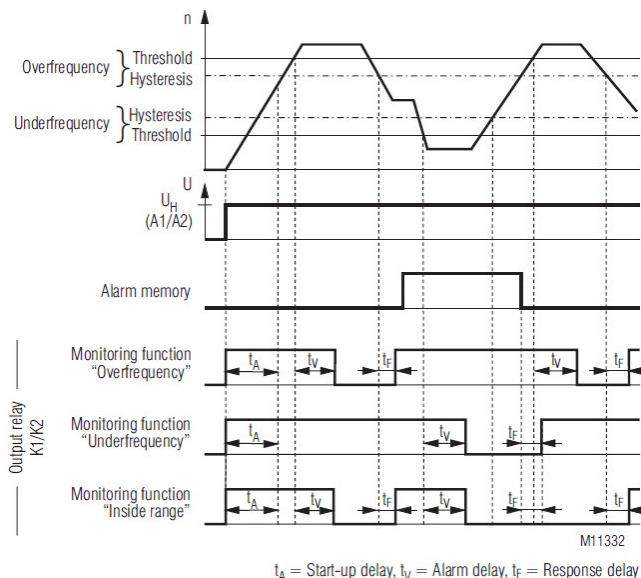 n
Overfrequency } Threshold
Hysteresis
Underfrequency } Hysteresis
Threshold
U
U_H
(A1/A2)
Alarm memory
Output relay
K1/K2
Monitoring function
“Overfrequency”
t_A
t_V
t_F
t_V
t_F
Monitoring function
“Underfrequency”
t_A
t_V
t_F
Monitoring function
“Inside range”
t_A
t_V
t_F
t_V
t_F
t_F
M11332
t_A = Start-up delay, t_V = Alarm delay, t_F = Response delay